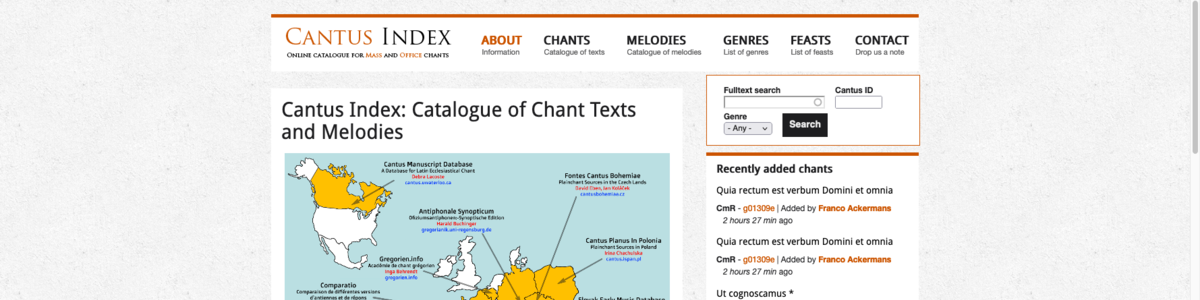 CANTUS INDEX
ONLINE CATALOGUE FOR MASS AND OFFICE CHANTS
ABOUT
Information
CHANTS
Catalogue of texts
MELODIES
Catalogue of melodies
GENRES
List of genres
FEASTS
List of feasts
CONTACT
Drop us a note
Cantus Index: Catalogue of Chant Texts
and Melodies
Cantus Manuscript Database
A Database for Latin Ecclesiastical Chant
Debra Lacoste
cantus.uwaterloo.ca
Fontes Cantus Bohemiae
Plainchant Sources in the Czech Lands
David Eben, Jan Koláček
cantusbohemiae.cz
Antiphonale Synopticum
Harald Buchinger
gregorianik.uni-regensburg.de
Cantus Planus In Polonia
Plainchant Sources in Poland
cantus.ispan.pl
Gregorien.info
Académie de chant grégorien
Inga Behrendt
gregorien.info
Comparatio
Comparaison de différentes versions
d'antiennes et de répons
Slovak Early Music Database
Fulltext search
Cantus ID
Genre
- Any -
Search
Recently added chants
Quia rectum est verbum Domini et omnia
CmR - g01309e | Added by Franco Ackermans
2 hours 27 min ago
Quia rectum est verbum Domini et omnia
CmR - g01309e | Added by Franco Ackermans
2 hours 27 min ago
Ut cognoscamus *